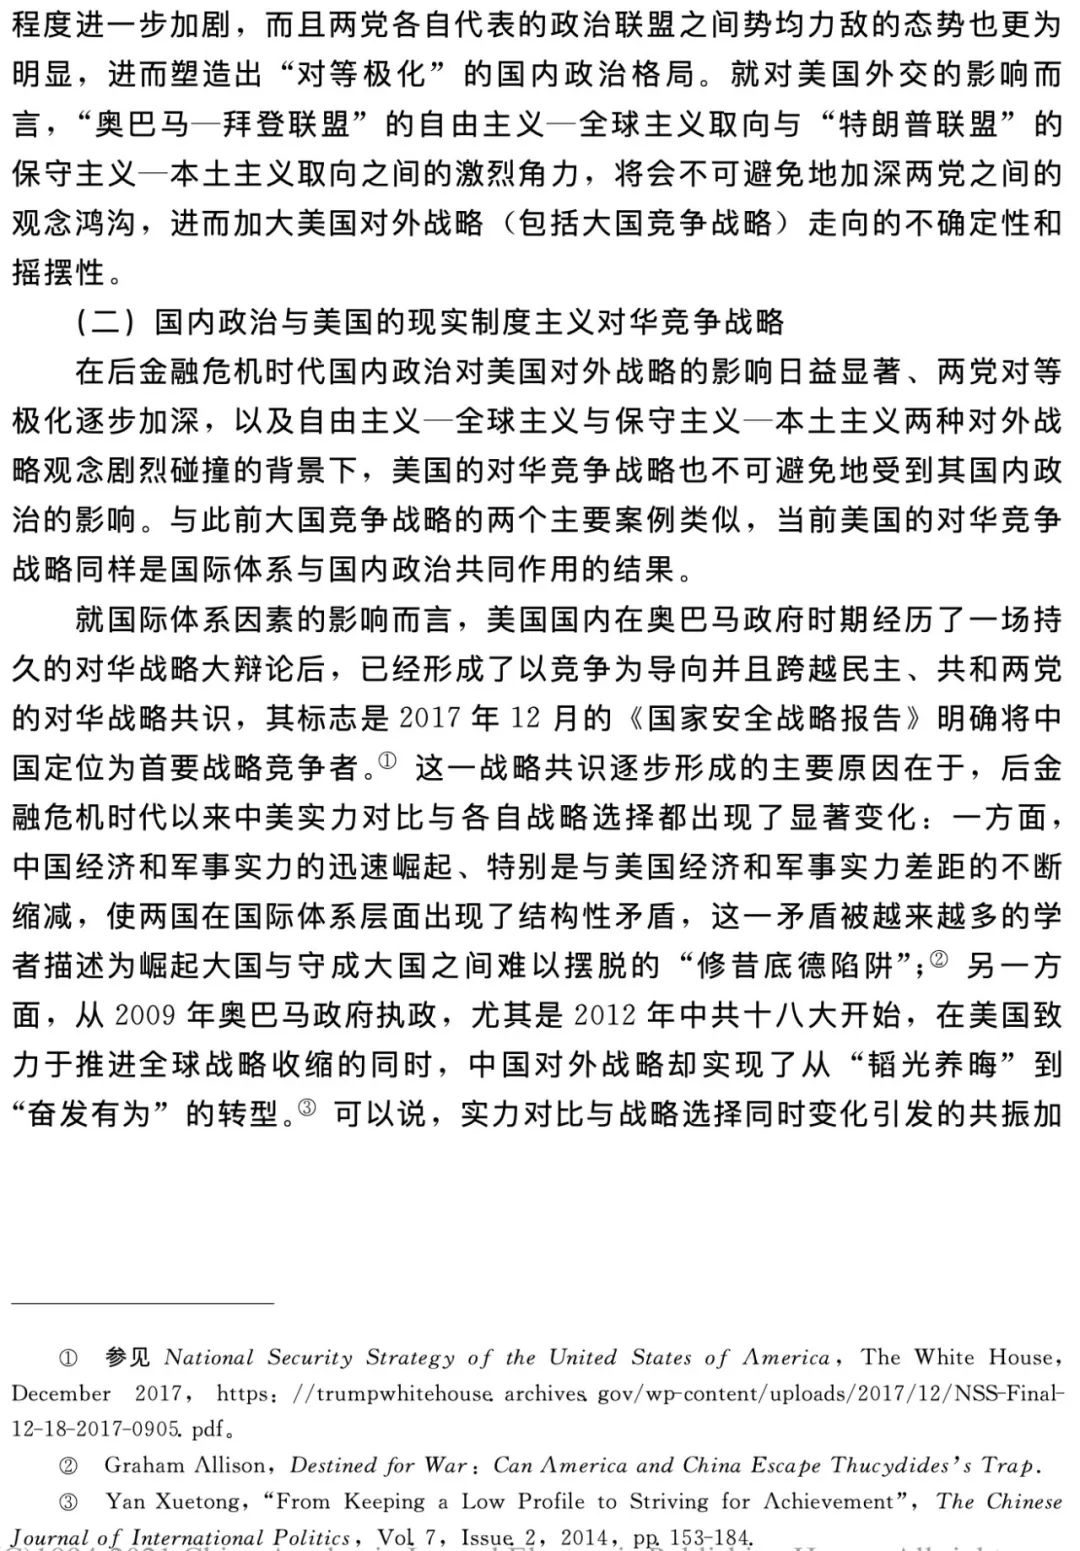 程度进一步加剧，而且两党各自代表的政治联盟之间势均力敌的态势也更为
明显，进而塑造出“对等极化”的国内政治格局。就对美国外交的影响而
言，“奥巴马—拜登联盟”的自由主义—全球主义取向与“特朗普联盟”的
保守主义—本土主义取向之间的激烈角力，将会不可避免地加深两党之间的
观念鸿沟，进而加大美国对外战略（包括大国竞争战略）走向的不确定性和
摇摆性。
（二）国内政治与美国的现实制度主义对华竞争战略
在后金融危机时代国内政治对美国对外战略的影响日益显著、两党对等
极化逐步加深，以及自由主义—全球主义与保守主义—本土主义两种对外战
略观念剧烈碰撞的背景下，美国的对华竞争战略也不可避免地受到其国内政
治的影响。与此前大国竞争战略的两个主要案例类似，当前美国的对华竞争
战略同样是国际体系与国内政治共同作用的结果。
就国际体系因素的影响而言，美国国内在奥巴马政府时期经历了一场持
久的对华战略大辩论后，已经形成了以竞争为导向并且跨越民主、共和两党
的对华战略共识，其标志是 2017 年 12 月的《国家安全战略报告》明确将中
国定位为首要战略竞争者。① 这一战略共识逐步形成的主要原因在于，后金
融危机时代以来中美实力对比与各自战略选择都出现了显著变化：一方面，
中国经济和军事实力的迅速崛起、特别是与美国经济和军事实力差距的不断
缩减，使两国在国际体系层面出现了结构性矛盾，这一矛盾被越来越多的学
者描述为崛起大国与守成大国之间难以摆脱的“修昔底德陷阱”；② 另一方
面，从 2009 年奥巴马政府执政，尤其是 2012 年中共十八大开始，在美国致
力于推进全球战略收缩的同时，中国对外战略却实现了从“韬光养晦”到
“奋发有为”的转型。③ 可以说，实力对比与战略选择同时变化引发的共振加
① 参见 National Security Strategy of the United States of America，The White House，
December 2017，https：//trumpwhitehouse. archives. gov/wp-content/uploads/2017/12/NSS-Final-
12-18-2017-0905. pdf。
② Graham Allison，Destined for War：Can America and China Escape Thucydides’s Trap.
③ Yan Xuetong，“From Keeping a Low Profile to Striving for Achievement”，The Chinese
Journal of International Politics，Vol. 7，Issue. 2，2014，pp. 153-184.